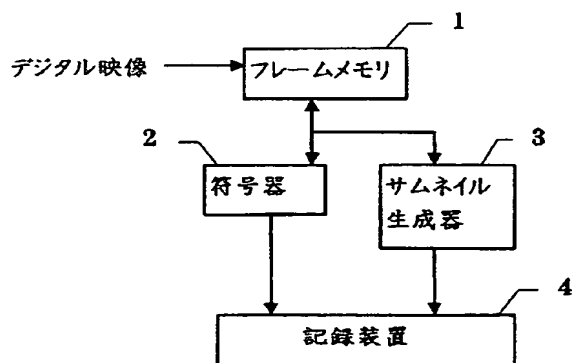 1
デジタル映像
フレームメモリ
2
3
符号器
サムネイル
生成器
4
記録装置